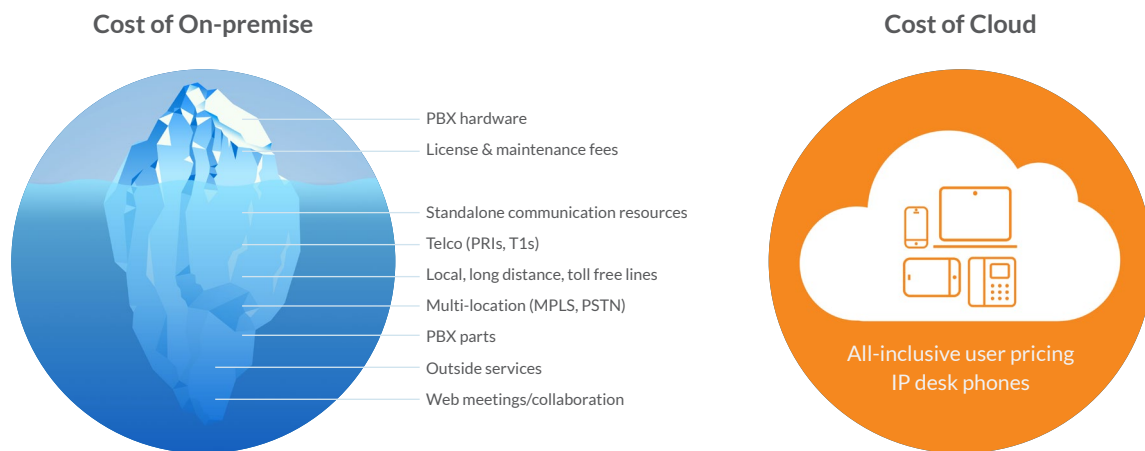 Cost of On-premise
PBX hardware
License & maintenance fees
Standalone communication resources
Telco (PRIs, T1s)
Local, long distance, toll free lines
Multi-location (MPLS, PSTN)
PBX parts
Outside services
Web meetings/collaboration
Cost of Cloud
All-inclusive user pricing
IP desk phones